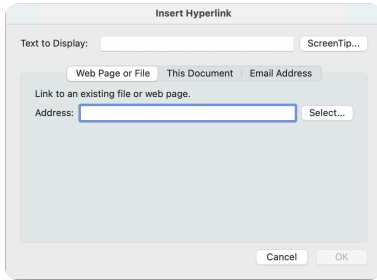 Insert Hyperlink
Text to Display: ScreenTip...
Web Page or File This Document Email Address
Link to an existing file or web page.
Address: Select...
Cancel OK